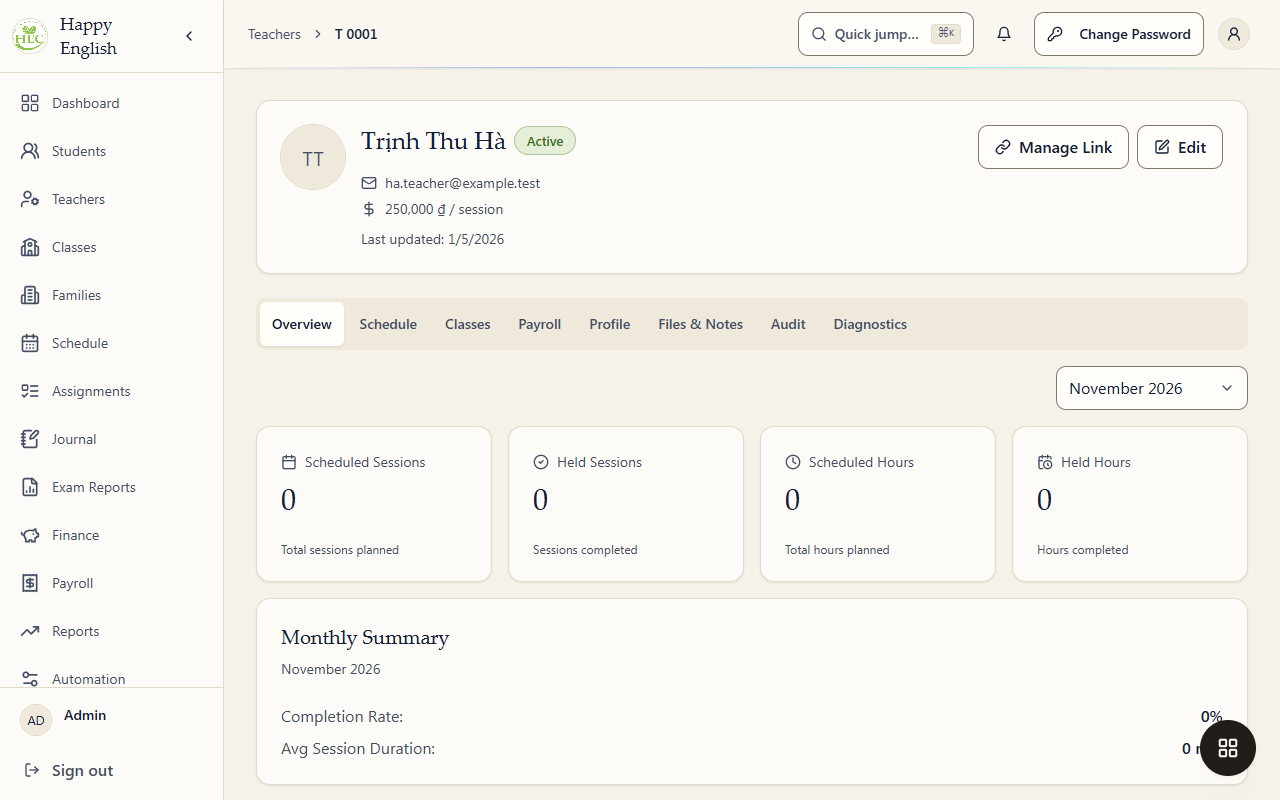 HEC
Happy
English
Dashboard
Students
Teachers
Classes
Families
Schedule
Assignments
Journal
Exam Reports
Finance
Payroll
Reports
Automation
AD
Admin
Sign out
Teachers
T 0001
Quick jump...
⌘K
Change Password
TT
Trịnh Thu Hà
Active
ha.teacher@example.test
250,000 ₫ / session
Last updated: 1/5/2026
Manage Link
Edit
Overview
Schedule
Classes
Payroll
Profile
Files & Notes
Audit
Diagnostics
November 2026
Scheduled Sessions
0
Total sessions planned
Held Sessions
0
Sessions completed
Scheduled Hours
0
Total hours planned
Held Hours
0
Hours completed
Monthly Summary
November 2026
Completion Rate:
0%
Avg Session Duration:
0